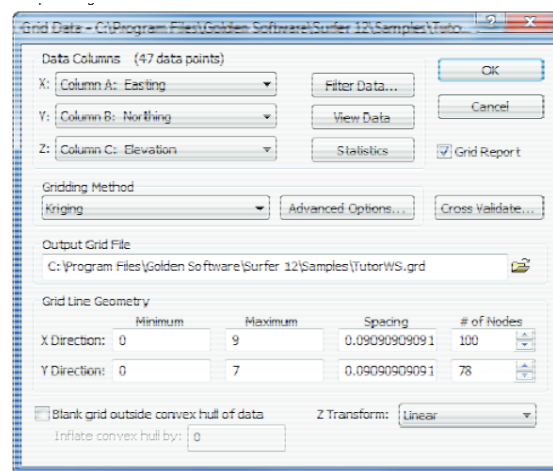 Grid Data - C:\Program Files\Golden Software\Surfer 12\Samples\Tuto...
Data Columns (47 data points)
X: Column A: Easting
Filter Data...
OK
Y: Column B: Northing
View Data
Cancel
Z: Column C: Elevation
Statistics
Grid Report
Gridding Method
Kriging
Advanced Options...
Cross Validate...
Output Grid File
C:\Program Files\Golden Software\Surfer 12\Samples\TutorWS.grd
Grid Line Geometry
Minimum Maximum Spacing # of Nodes
X Direction: 0 9 0.09090909091 100
Y Direction: 0 7 0.09090909091 78
Blank grid outside convex hull of data
Z Transform: Linear
Inflate convex hull by: 0